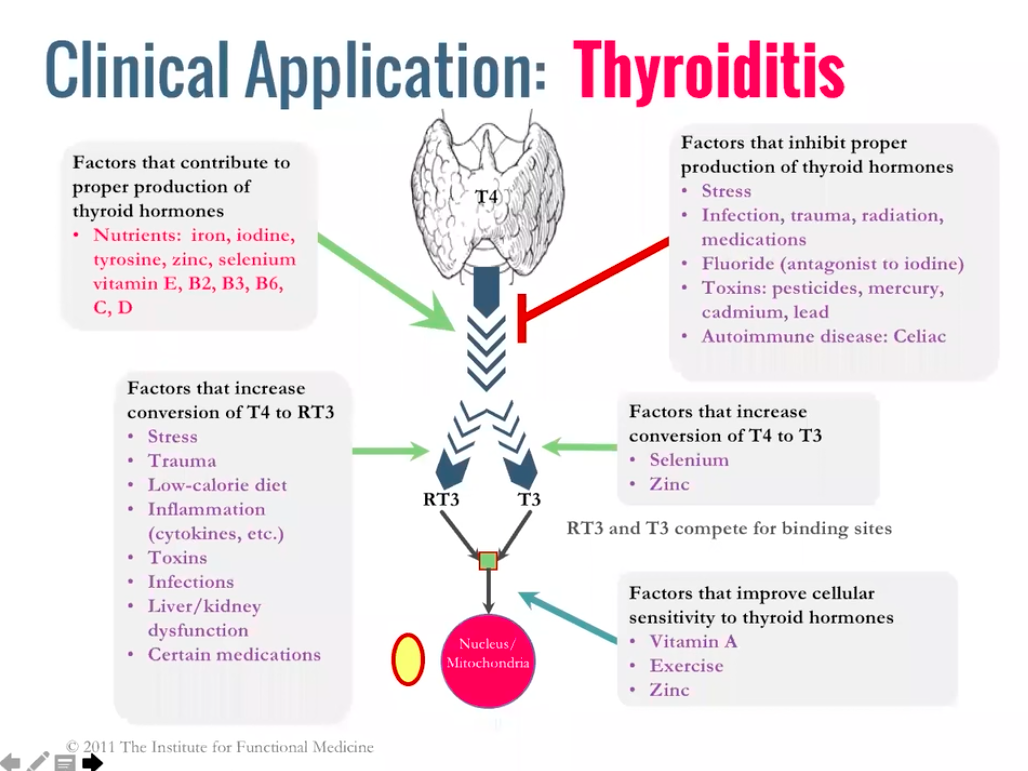 Clinical Application: Thyroiditis
Factors that contribute to
proper production of
thyroid hormones
• Nutrients: iron, iodine,
tyrosine, zinc, selenium
vitamin E, B2, B3, B6,
C, D
T4
Factors that inhibit proper
production of thyroid hormones
• Stress
• Infection, trauma, radiation,
medications
• Fluoride (antagonist to iodine)
• Toxins: pesticides, mercury,
cadmium, lead
• Autoimmune disease: Celiac
Factors that increase
conversion of T4 to RT3
• Stress
• Trauma
• Low-calorie diet
• Inflammation
(cytokines, etc.)
• Toxins
• Infections
• Liver/kidney
dysfunction
• Certain medications
Factors that increase
conversion of T4 to T3
• Selenium
• Zinc
RT3
T3
RT3 and T3 compete for binding sites
Factors that improve cellular
sensitivity to thyroid hormones
• Vitamin A
• Exercise
• Zinc
Nucleus/
Mitochondria
© 2011 The Institute for Functional Medicine